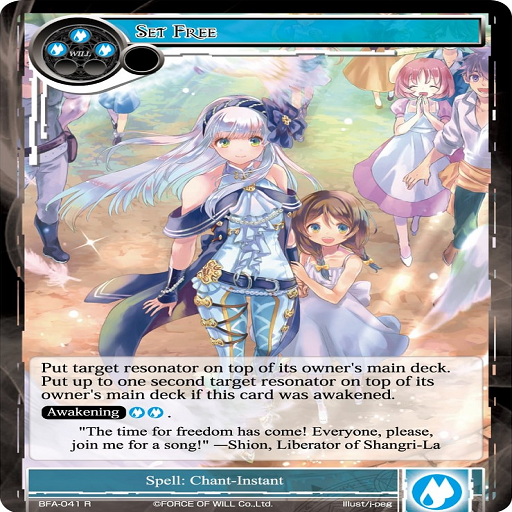 Set Free
WILL
Put target resonator on top of its owner's main deck.
Put up to one second target resonator on top of its
owner's main deck if this card was awakened.
Awakening .
"The time for freedom has come! Everyone, please,
join me for a song!" —Shion, Liberator of Shangri-La
Spell: Chant-Instant
BFA-041 R ©FORCE OF WILL Co.,Ltd. Illust/j-peg